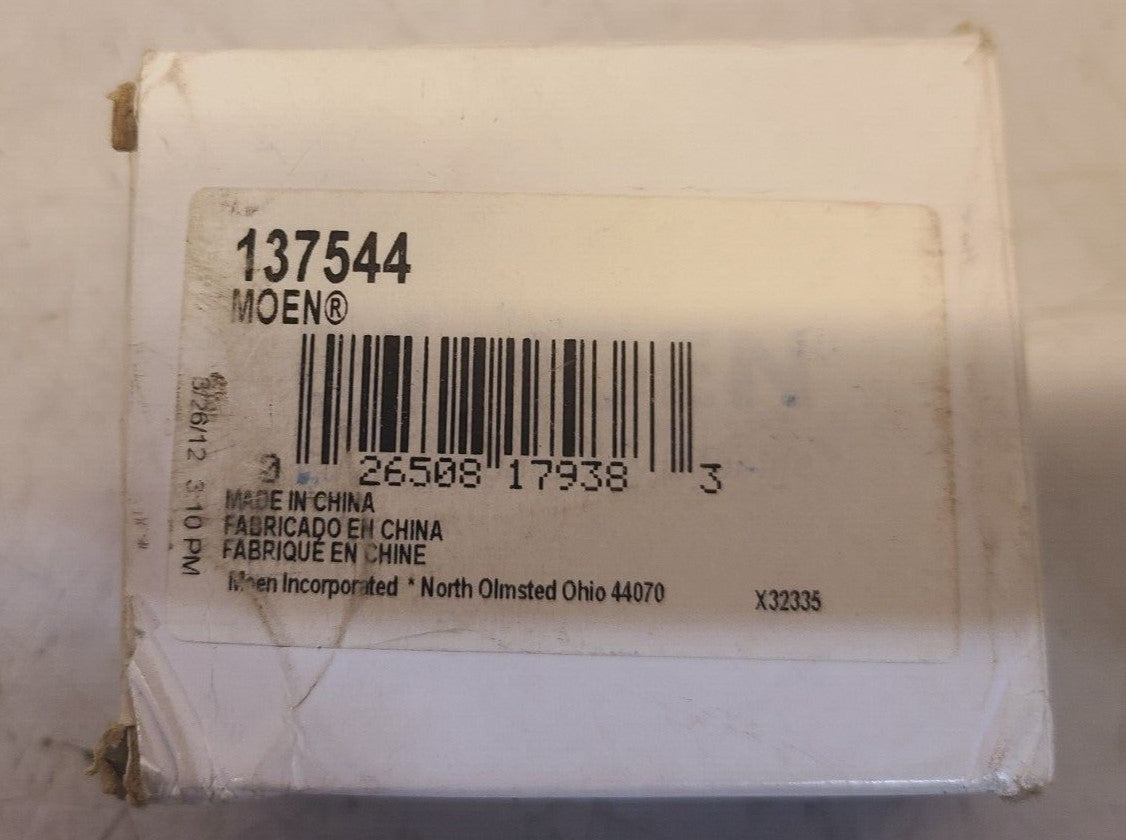 137544
MOEN®
0 26508 17938 3
MADE IN CHINA
FABRICADO EN CHINA
FABRIQUÉ EN CHINE
Moen Incorporated * North Olmsted Ohio 44070
X32335
3/26/12 3:10 PM